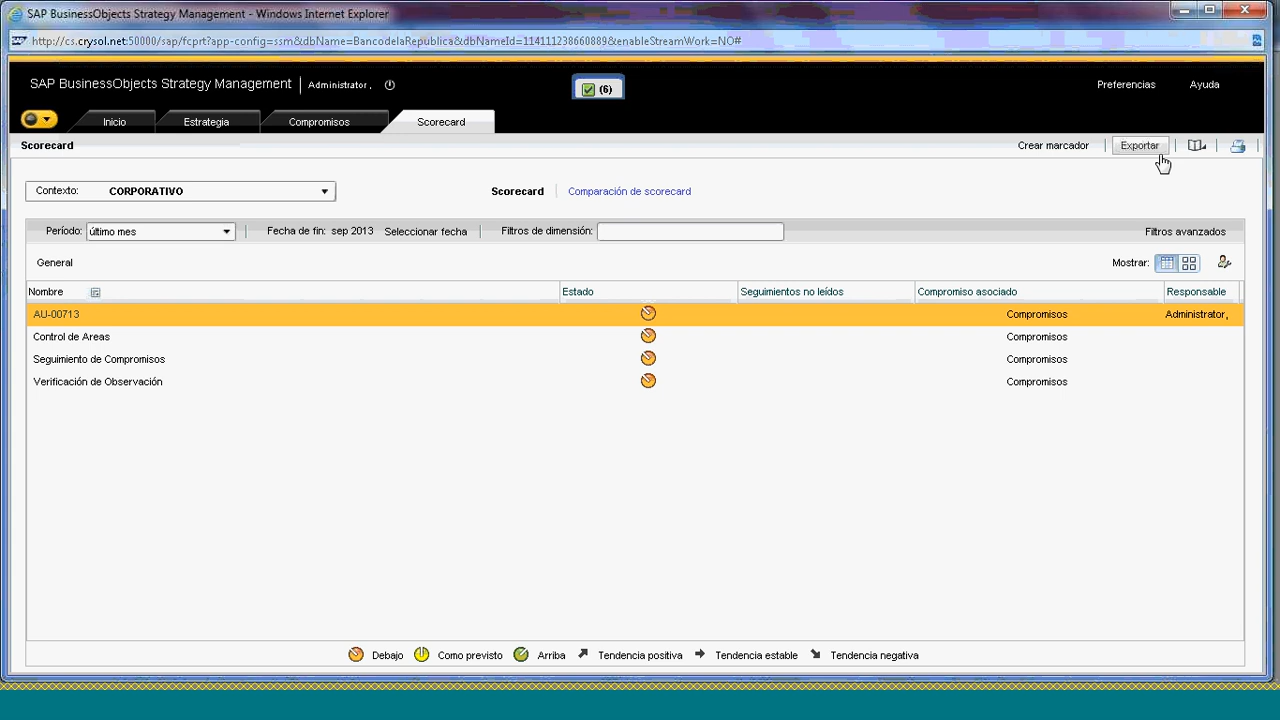 SAP BusinessObjects Strategy Management - Windows Internet Explorer
http://cs.crysol.net:50000/sap/fcprt?app-config=ssm&dbName=BancodelaRepublica&dbNameId=114111238660889&enableStreamWork=NO#
SAP BusinessObjects Strategy Management Administrator , (6) Preferencias Ayuda
Inicio Estrategia Compromisos Scorecard
Scorecard Crear marcador Exportar
Contexto: CORPORATIVO Scorecard Comparación de scorecard
Período: último mes Fecha de fin: sep 2013 Seleccionar fecha Filtros de dimensión: Filtros avanzados
General Mostrar:
Nombre Estado Seguimientos no leídos Compromiso asociado Responsable
AU-00713 Compromisos Administrator,
Control de Areas Compromisos
Seguimiento de Compromisos Compromisos
Verificación de Observación Compromisos
Debajo Como previsto Arriba Tendencia positiva Tendencia estable Tendencia negativa